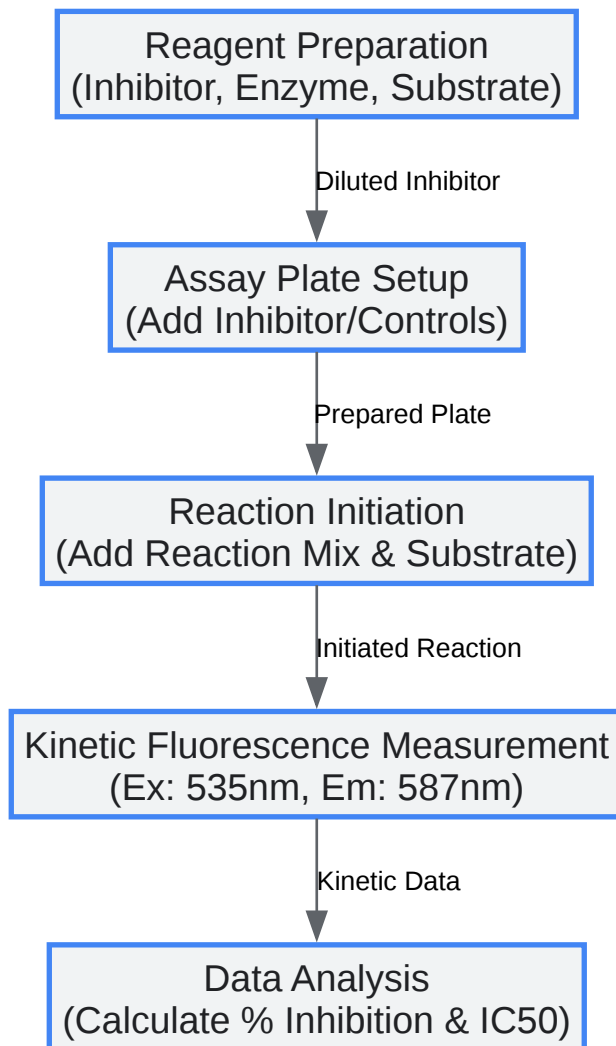 Reagent Preparation
(Inhibitor, Enzyme, Substrate)
Diluted Inhibitor
Assay Plate Setup
(Add Inhibitor/Controls)
Prepared Plate
Reaction Initiation
(Add Reaction Mix & Substrate)
Initiated Reaction
Kinetic Fluorescence Measurement
(Ex: 535nm, Em: 587nm)
Kinetic Data
Data Analysis
(Calculate % Inhibition & IC50)